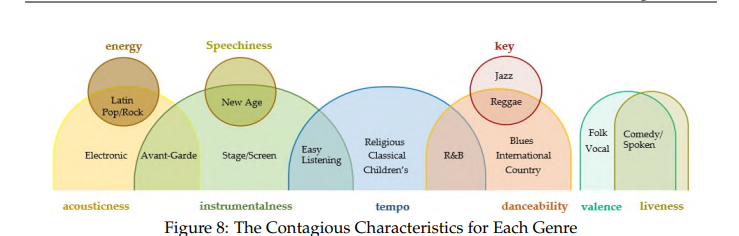 energy
Speechiness
key
Jazz
Latin
Pop/Rock
New Age
Reggae
Electronic
Avant-Garde
Stage/Screen
Easy
Listening
Religious
Classical
Children's
R&B
Blues
International
Country
Folk
Vocal
Comedy/
Spoken
acousticness
instrumentalness
tempo
danceability
valence
liveness
Figure 8: The Contagious Characteristics for Each Genre